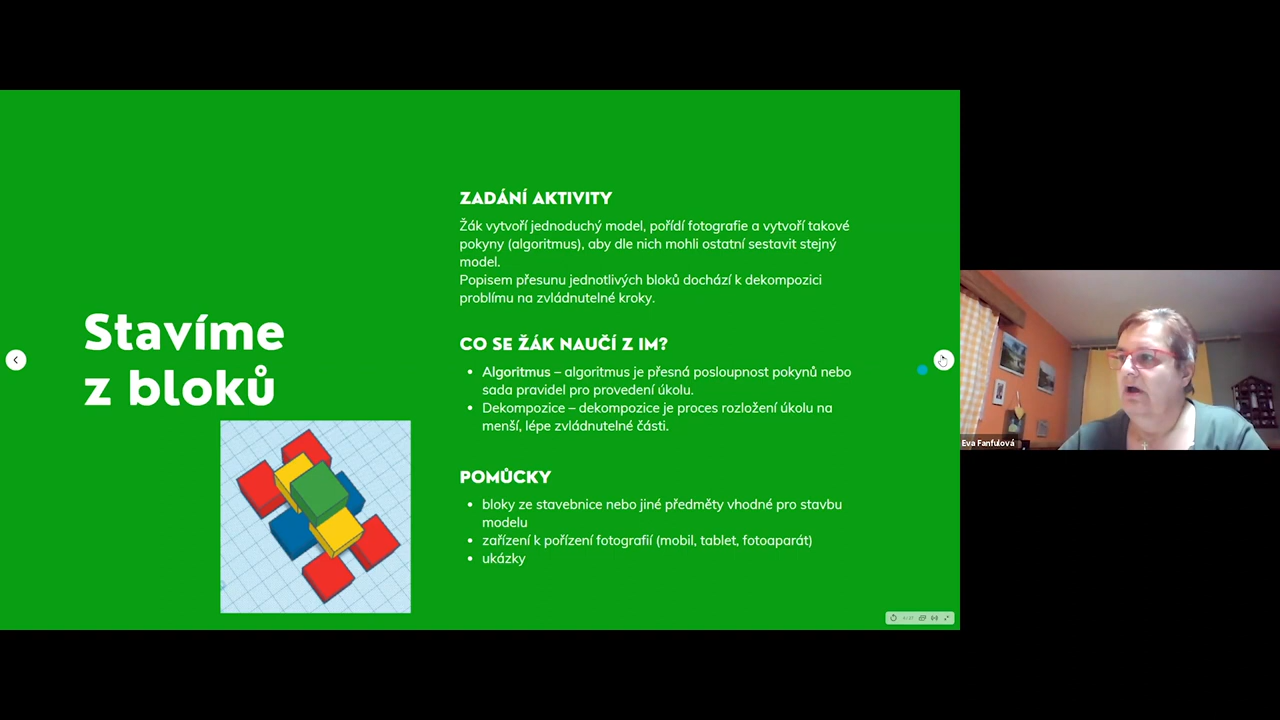 Stavíme
z bloků
ZADÁNÍ AKTIVITY
Žák vytvoří jednoduchý model, pořídí fotografie a vytvoří takové
pokyny (algoritmus), aby dle nich mohli ostatní sestavit stejný
model.
Popisem přesunu jednotlivých bloků dochází k dekompozici
problému na zvládnutelné kroky.
CO SE ŽÁK NAUČÍ Z IM?
• Algoritmus – algoritmus je přesná posloupnost pokynů nebo
sada pravidel pro provedení úkolu.
• Dekompozice – dekompozice je proces rozložení úkolu na
menší, lépe zvládnutelné části.
POMŮCKY
• bloky ze stavebnice nebo jiné předměty vhodné pro stavbu
modelu
• zařízení k pořízení fotografií (mobil, tablet, fotoaparát)
• ukázky
Eva Fanfulová